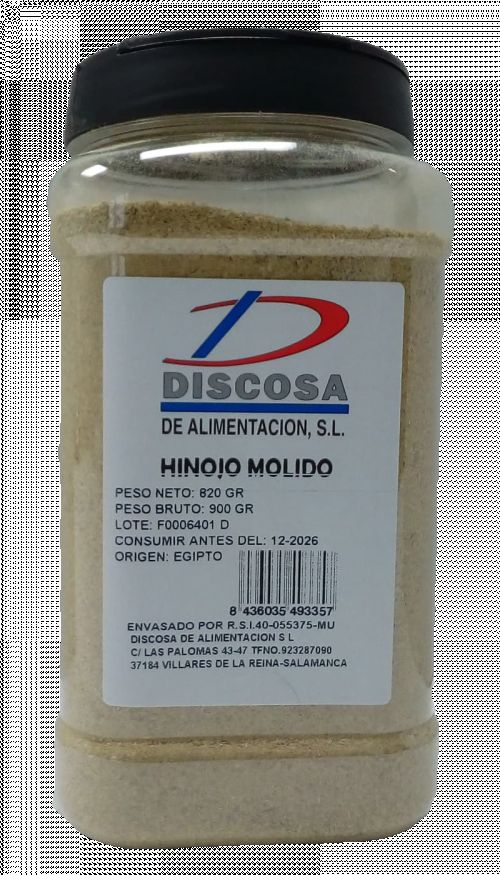 DISCOSA
DE ALIMENTACION, S.L.
HINOJO MOLIDO
PESO NETO: 820 GR
PESO BRUTO: 900 GR
LOTE: F0006401 D
CONSUMIR ANTES DEL: 12-2026
ORIGEN: EGIPTO
8 436035 493357
ENVASADO POR R.S.I.40-055375-MU
DISCOSA DE ALIMENTACION S L
C/ LAS PALOMAS 43-47 TFNO.923287090
37184 VILLARES DE LA REINA-SALAMANCA